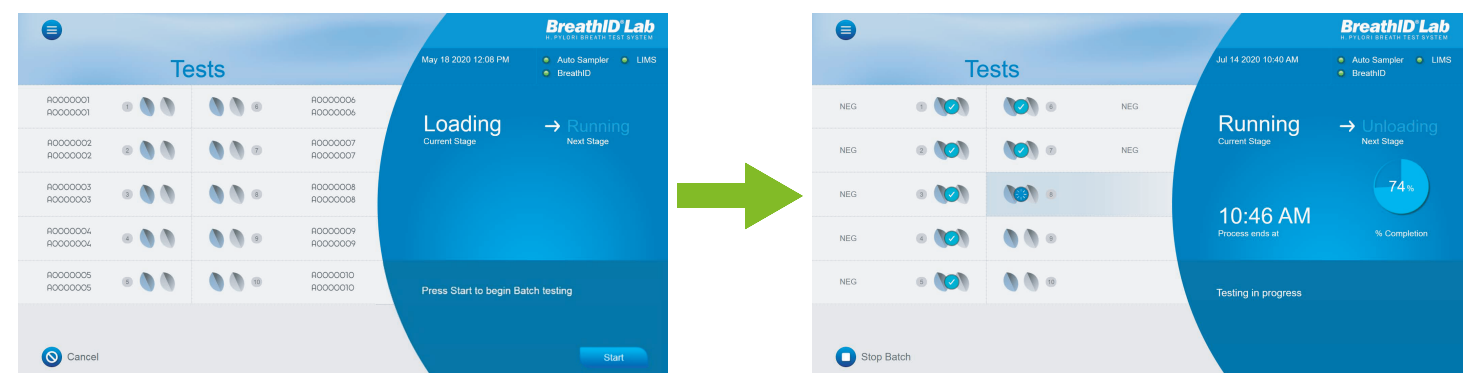 BreathID®Lab
H. PYLORI BREATH TEST SYSTEM
Tests
May 18 2020 12:08 PM
Auto Sampler
LIMS
BreathID
A0000001
A0000001
1
6
A0000006
A0000006
A0000002
A0000002
2
7
A0000007
A0000007
A0000003
A0000003
3
8
A0000008
A0000008
A0000004
A0000004
4
9
A0000009
A0000009
A0000005
A0000005
5
10
A00000010
A00000010
Loading
Current Stage
Running
Next Stage
Press Start to begin Batch testing
Cancel
Start
BreathID®Lab
H. PYLORI BREATH TEST SYSTEM
Tests
Jul 14 2020 10:40 AM
Auto Sampler
LIMS
BreathID
NEG
1
6
NEG
NEG
2
7
NEG
NEG
3
8
NEG
4
9
NEG
5
10
Running
Current Stage
Unloading
Next Stage
74%
10:46 AM
Process ends at
% Completion
Testing in progress
Stop Batch